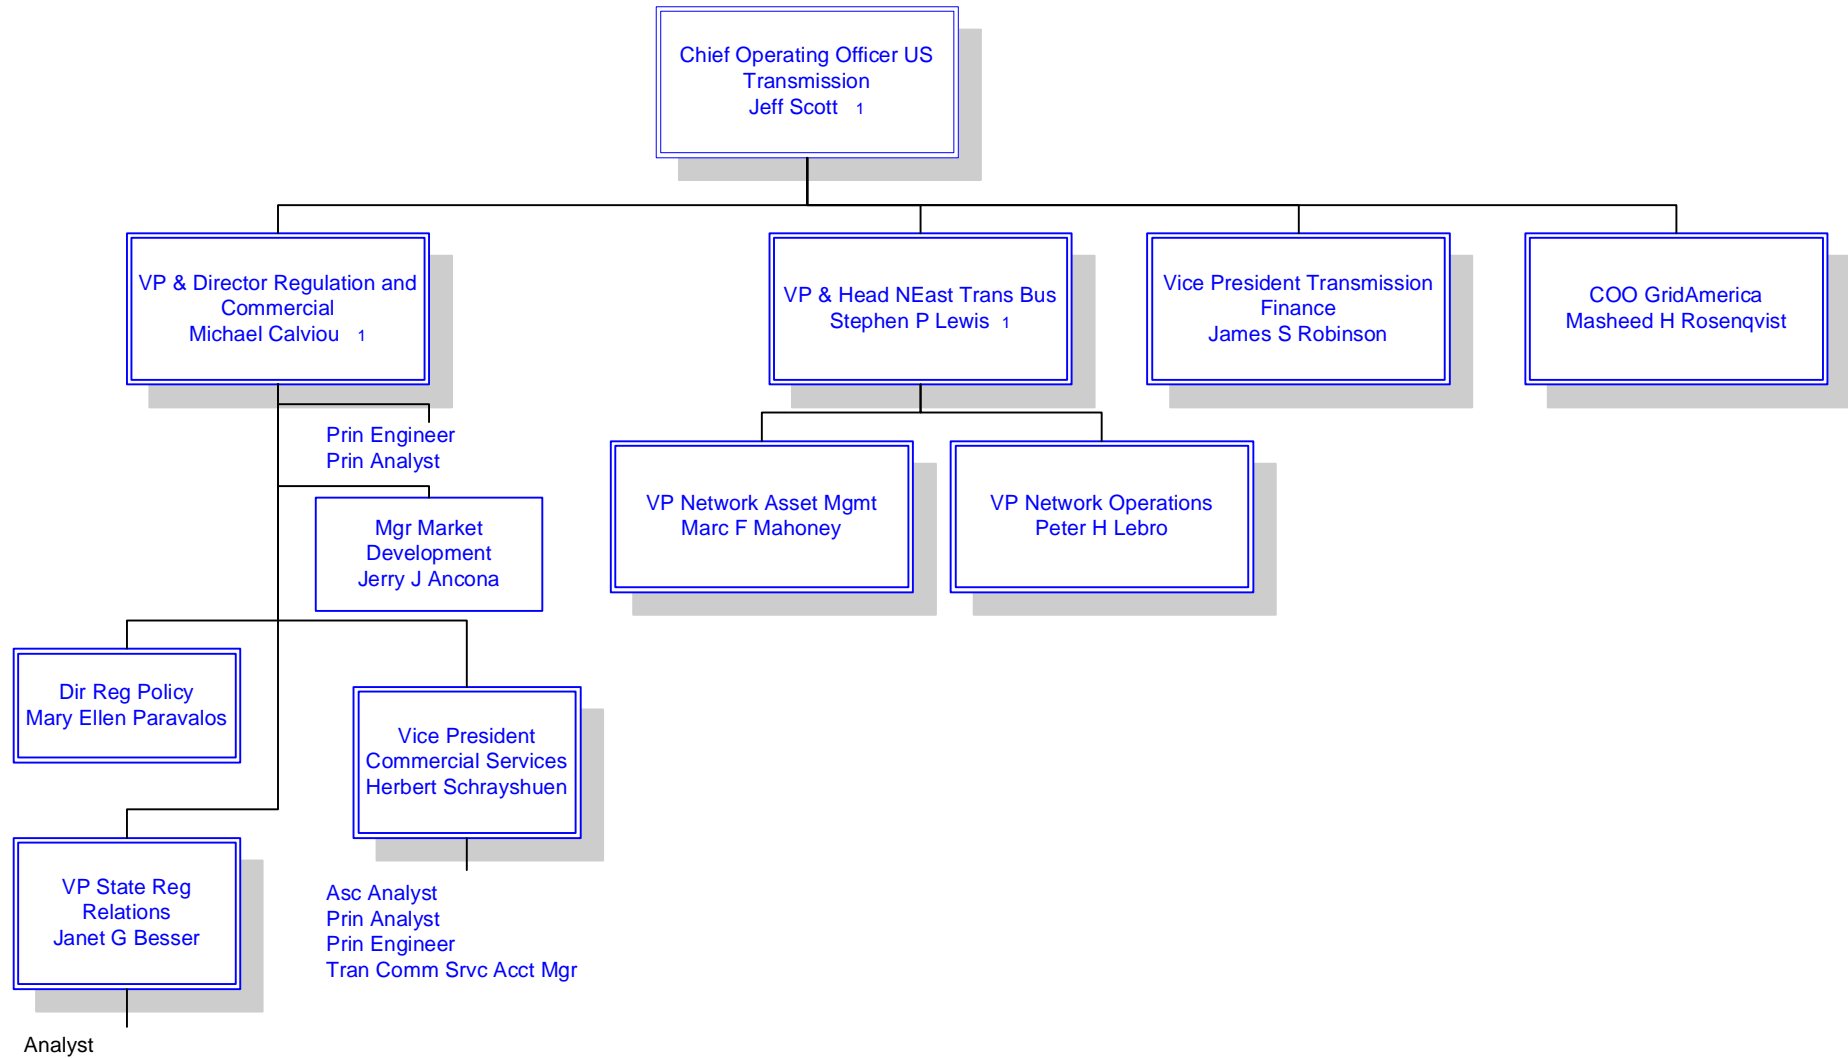 Chief Operating Officer US
Transmission
Jeff Scott 1
VP & Director Regulation and
Commercial
Michael Calviou 1
VP & Head NEast Trans Bus
Stephen P Lewis 1
Vice President Transmission
Finance
James S Robinson
COO GridAmerica
Masheed H Rosenqvist
Prin Engineer
Prin Analyst
Mgr Market
Development
Jerry J Ancona
VP Network Asset Mgmt
Marc F Mahoney
VP Network Operations
Peter H Lebro
Dir Reg Policy
Mary Ellen Paravalos
Vice President
Commercial Services
Herbert Schrayshuen
VP State Reg
Relations
Janet G Besser
Asc Analyst
Prin Analyst
Prin Engineer
Tran Comm Srvc Acct Mgr
Analyst